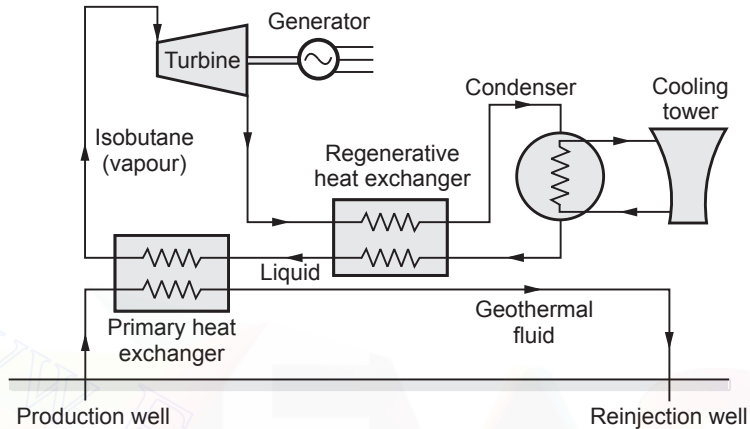 Generator
Turbine
Condenser
Cooling
tower
Isobutane
(vapour)
Regenerative
heat exchanger
Liquid
Primary heat
exchanger
Geothermal
fluid
Production well
Reinjection well